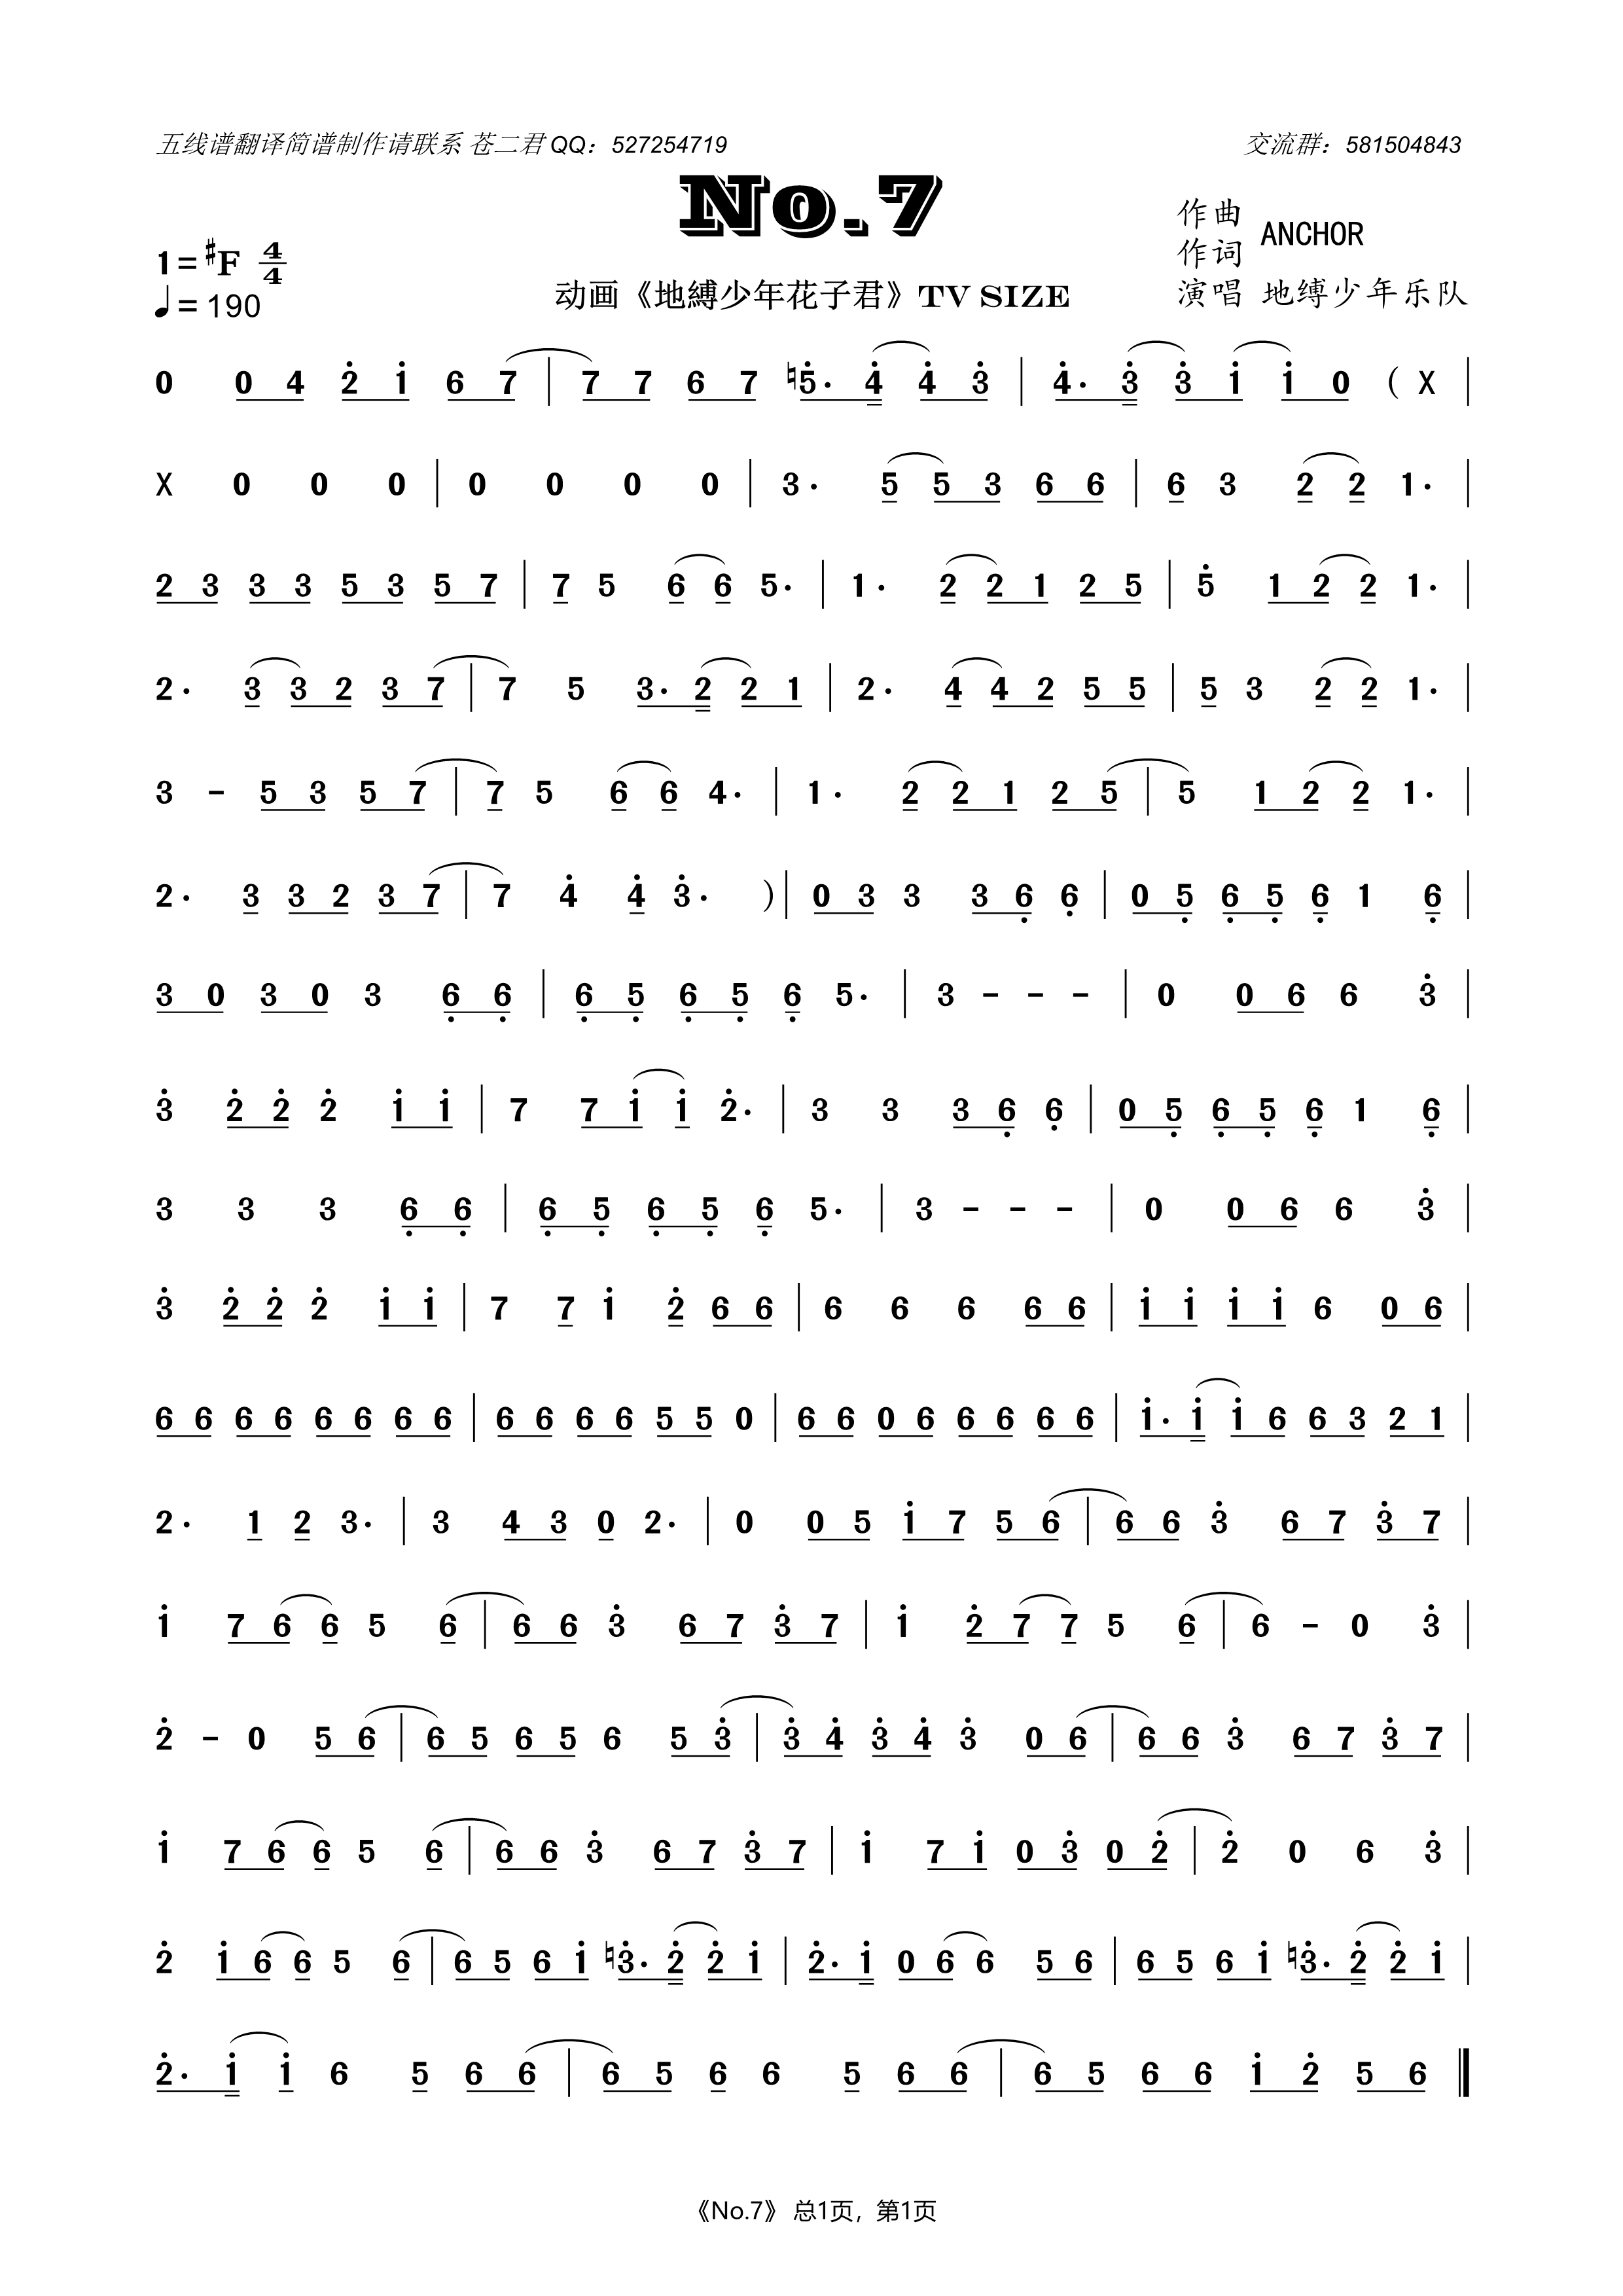 五线谱翻译简谱制作请联系 苍二君 QQ：527254719 交流群：581504843
No.7
作曲
作词 ANCHOR
1=♯F 4/4
动画《地縛少年花子君》TV SIZE
演唱 地缚少年乐队
♩= 190
0 0 4 2̇ 1̇ 6 7 | 7 7 6 7 ♮5̇· 4̇ 4̇ 3̇ | 4̇· 3̇ 3̇ 1̇ 1̇ 0 ( X |
X 0 0 0 | 0 0 0 0 | 3· 5 5 3 6 6 | 6 3 2 2 1· |
2 3 3 3 5 3 5 7 | 7 5 6 6 5· | 1· 2 2 1 2 5 | 5̇ 1 2 2 1· |
2· 3 3 2 3 7 | 7 5 3· 2 2 1 | 2· 4 4 2 5 5 | 5 3 2 2 1· |
3 - 5 3 5 7 | 7 5 6 6 4· | 1· 2 2 1 2 5 | 5 1 2 2 1· |
2· 3 3 2 3 7 | 7 4̇ 4̇ 3̇· ) | 0 3 3 3 6̣ 6̣ | 0 5̣ 6̣ 5̣ 6̣ 1 6̣ |
3 0 3 0 3 6̣ 6̣ | 6̣ 5̣ 6̣ 5̣ 6̣ 5· | 3 - - - | 0 0 6 6 3̇ |
3̇ 2̇ 2̇ 2̇ 1̇ 1̇ | 7 7 1̇ 1̇ 2̇· | 3 3 3 6̣ 6̣ | 0 5̣ 6̣ 5̣ 6̣ 1 6̣ |
3 3 3 6̣ 6̣ | 6̣ 5̣ 6̣ 5̣ 6̣ 5· | 3 - - - | 0 0 6 6 3̇ |
3̇ 2̇ 2̇ 2̇ 1̇ 1̇ | 7 7 1̇ 2̇ 6 6 | 6 6 6 6 6 | 1̇ 1̇ 1̇ 1̇ 6 0 6 |
6 6 6 6 6 6 6 6 | 6 6 6 6 5 5 0 | 6 6 0 6 6 6 6 6 | 1̇· 1̇ 1̇ 6 6 3 2 1 |
2· 1 2 3· | 3 4 3 0 2· | 0 0 5 1̇ 7 5 6 | 6 6 3̇ 6 7 3̇ 7 |
1̇ 7 6 6 5 6 | 6 6 3̇ 6 7 3̇ 7 | 1̇ 2̇ 7 7 5 6 | 6 - 0 3̇ |
2̇ - 0 5 6 | 6 5 6 5 6 5 3̇ | 3̇ 4̇ 3̇ 4̇ 3̇ 0 6 | 6 6 3̇ 6 7 3̇ 7 |
1̇ 7 6 6 5 6 | 6 6 3̇ 6 7 3̇ 7 | 1̇ 7 1̇ 0 3̇ 0 2̇ | 2̇ 0 6 3̇ |
2̇ 1̇ 6 6 5 6 | 6 5 6 1̇ ♮3̇· 2̇ 2̇ 1̇ | 2̇· 1̇ 0 6 6 5 6 | 6 5 6 1̇ ♮3̇· 2̇ 2̇ 1̇ |
2̇· 1̇ 1̇ 6 5 6 6 | 6 5 6 6 5 6 6 | 6 5 6 6 1̇ 2̇ 5 6 ‖
《No.7》 总1页，第1页